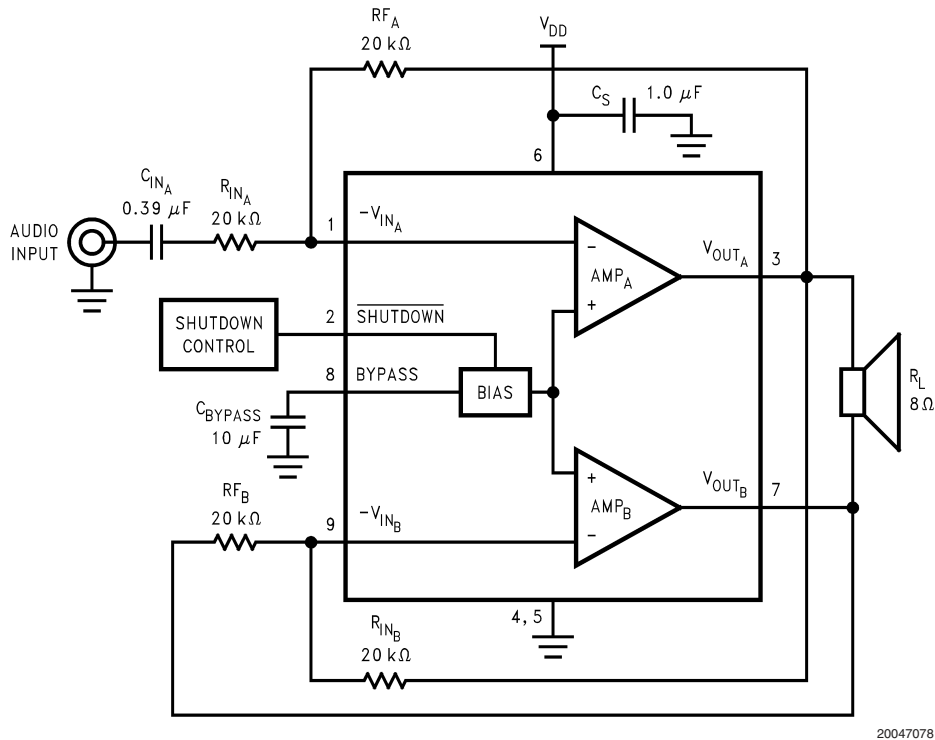 RF_A
20 kΩ
V_DD
C_S
1.0 µF
6
C_IN_A
0.39 µF
R_IN_A
20 kΩ
AUDIO
INPUT
1
-V_IN_A
−
AMP_A
+
V_OUT_A
3
SHUTDOWN
CONTROL
2
SHUTDOWN
8
BYPASS
BIAS
C_BYPASS
10 µF
R_L
8Ω
RF_B
20 kΩ
9
-V_IN_B
+
AMP_B
−
V_OUT_B
7
4, 5
R_IN_B
20 kΩ
20047078